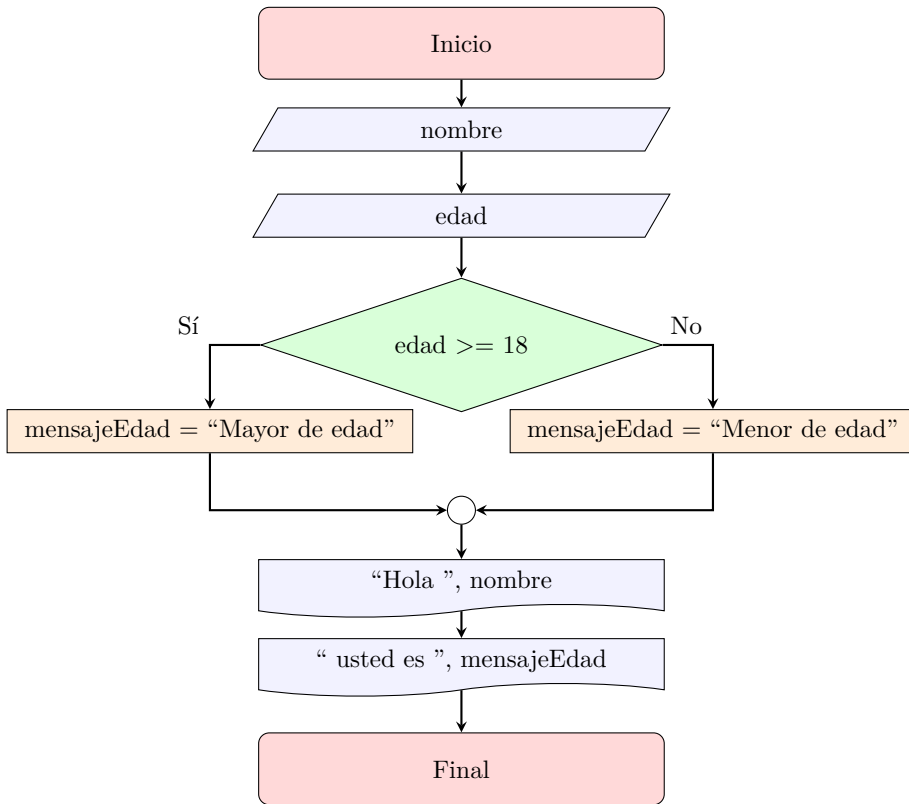 Inicio
nombre
edad
Sí
No
edad >= 18
mensajeEdad = “Mayor de edad”
mensajeEdad = “Menor de edad”
“Hola ”, nombre
“ usted es ”, mensajeEdad
Final